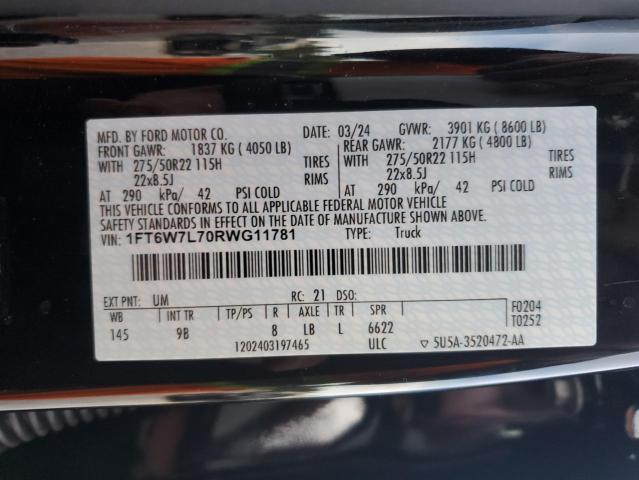 MFD. BY FORD MOTOR CO. DATE: 03/24 GVWR: 3901 KG ( 8600 LB)
FRONT GAWR: 1837 KG ( 4050 LB) REAR GAWR: 2177 KG ( 4800 LB)
WITH 275/50R22 115H TIRES WITH 275/50R22 115H TIRES
22x8.5J RIMS 22x8.5J RIMS
AT 290 kPa/ 42 PSI COLD AT 290 kPa/ 42 PSI COLD
THIS VEHICLE CONFORMS TO ALL APPLICABLE FEDERAL MOTOR VEHICLE
SAFETY STANDARDS IN EFFECT ON THE DATE OF MANUFACTURE SHOWN ABOVE.
VIN: 1FT6W7L70RWG11781 TYPE: Truck
EXT PNT: UM RC: 21 DSO:
WB INT TR TP/PS R AXLE TR SPR F0204
145 9B 8 LB L 6622 T0252
1202403197465 ULC ▽ 5U5A-3520472-AA